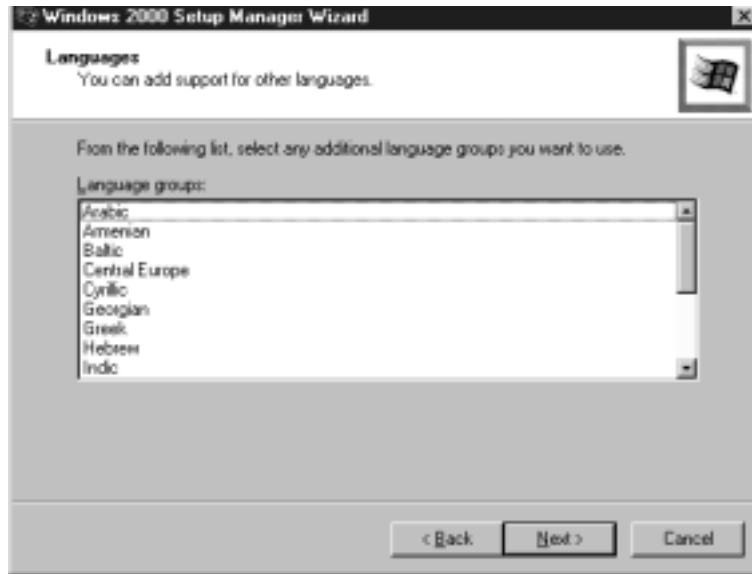 Windows 2000 Setup Manager Wizard
Languages
You can add support for other languages.
From the following list, select any additional language groups you want to use.
Language groups:
Arabic
Armenian
Baltic
Central Europe
Cyrillic
Georgian
Greek
Hebrew
Indic
< Back
Next >
Cancel